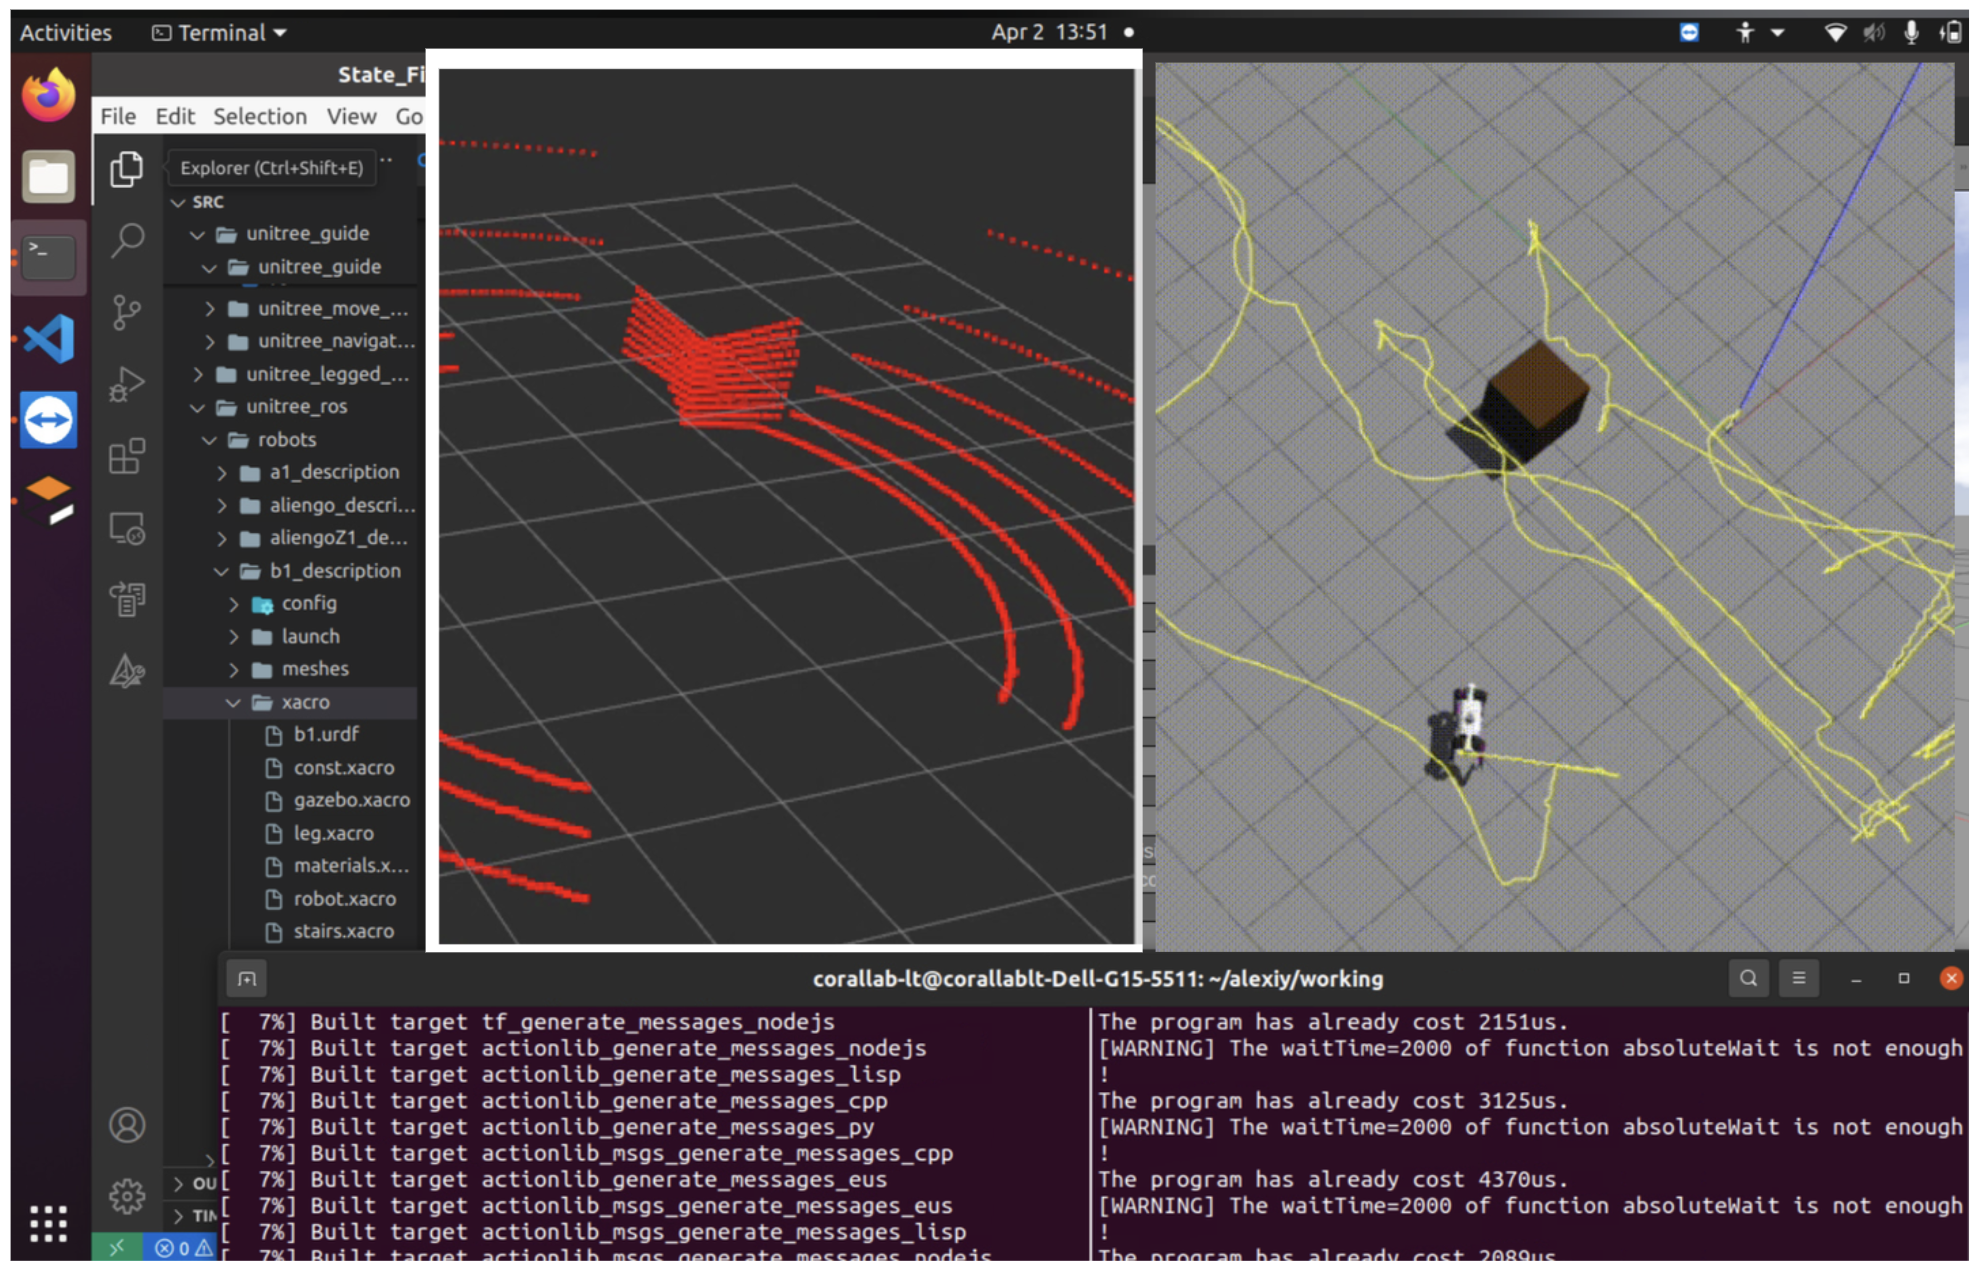 Activities
Terminal
Apr 2 13:51
State_Fi
File Edit Selection View Go
Explorer (Ctrl+Shift+E)
SRC
unitree_guide
unitree_guide
unitree_move_...
unitree_navigat...
unitree_legged_...
unitree_ros
robots
a1_description
aliengo_descri...
aliengoZ1_de...
b1_description
config
launch
meshes
xacro
b1.urdf
const.xacro
gazebo.xacro
leg.xacro
materials.x...
robot.xacro
stairs.xacro
OU
TIM
0
corallab-lt@corallablt-Dell-G15-5511: ~/alexiy/working
[  7%] Built target tf_generate_messages_nodejs
[  7%] Built target actionlib_generate_messages_nodejs
[  7%] Built target actionlib_generate_messages_lisp
[  7%] Built target actionlib_generate_messages_cpp
[  7%] Built target actionlib_generate_messages_py
[  7%] Built target actionlib_msgs_generate_messages_cpp
[  7%] Built target actionlib_generate_messages_eus
[  7%] Built target actionlib_msgs_generate_messages_eus
[  7%] Built target actionlib_msgs_generate_messages_lisp
[  7%] Built target actionlib_msgs_generate_messages_nodejs
The program has already cost 2151us.
[WARNING] The waitTime=2000 of function absoluteWait is not enough
!
The program has already cost 3125us.
[WARNING] The waitTime=2000 of function absoluteWait is not enough
!
The program has already cost 4370us.
[WARNING] The waitTime=2000 of function absoluteWait is not enough
!
The program has already cost 2089us.